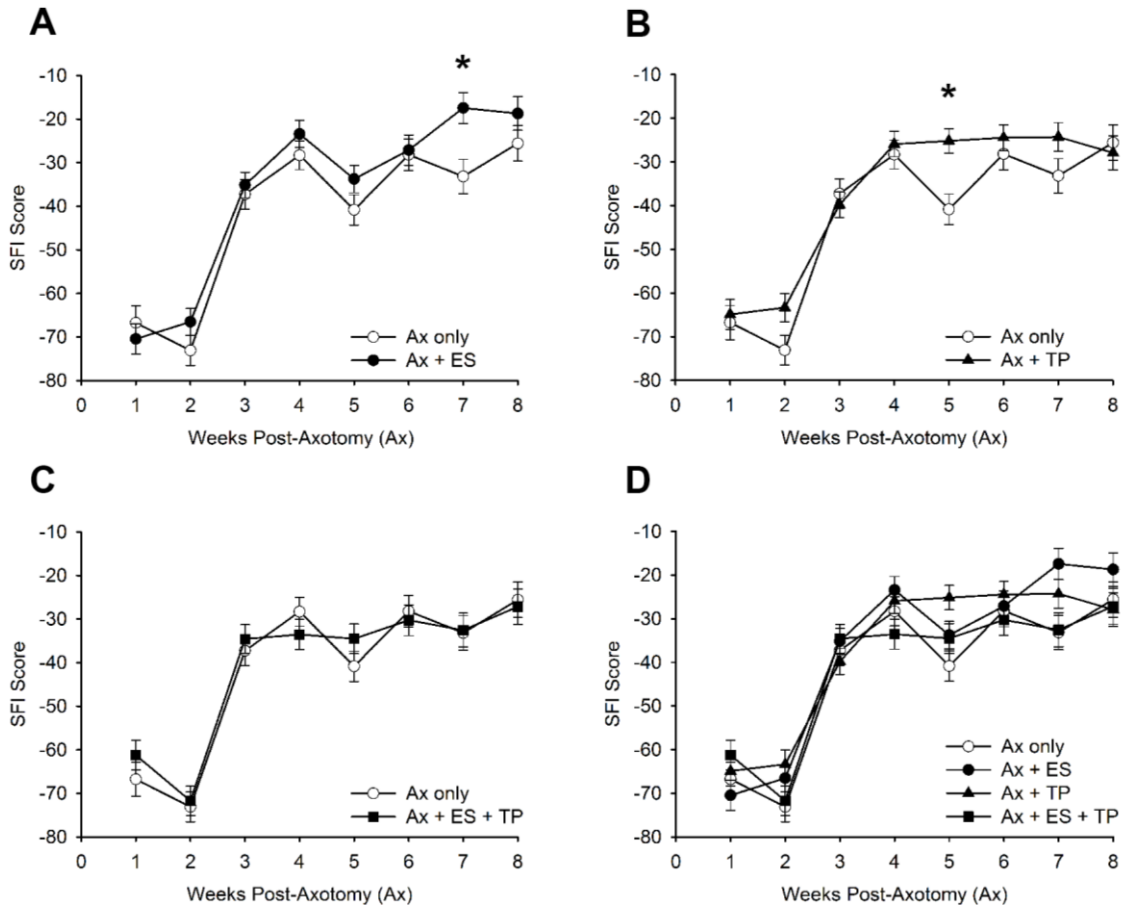 A
*
-10
-20
-30
-40
-50
-60
-70
-80
SFI Score
Ax only
Ax + ES
0 1 2 3 4 5 6 7 8
Weeks Post-Axotomy (Ax)
B
*
-10
-20
-30
-40
-50
-60
-70
-80
SFI Score
Ax only
Ax + TP
0 1 2 3 4 5 6 7 8
Weeks Post-Axotomy (Ax)
C
-10
-20
-30
-40
-50
-60
-70
-80
SFI Score
Ax only
Ax + ES + TP
0 1 2 3 4 5 6 7 8
Weeks Post-Axotomy (Ax)
D
-10
-20
-30
-40
-50
-60
-70
-80
SFI Score
Ax only
Ax + ES
Ax + TP
Ax + ES + TP
0 1 2 3 4 5 6 7 8
Weeks Post-Axotomy (Ax)